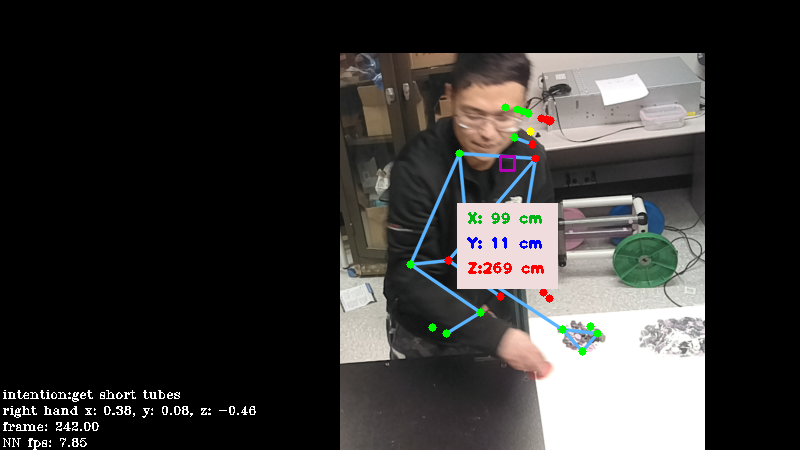 X: 99 cm
Y: 11 cm
Z:269 cm
intention:get short tubes
right hand x: 0.38, y: 0.08, z: -0.46
frame: 242.00
NN fps: 7.85